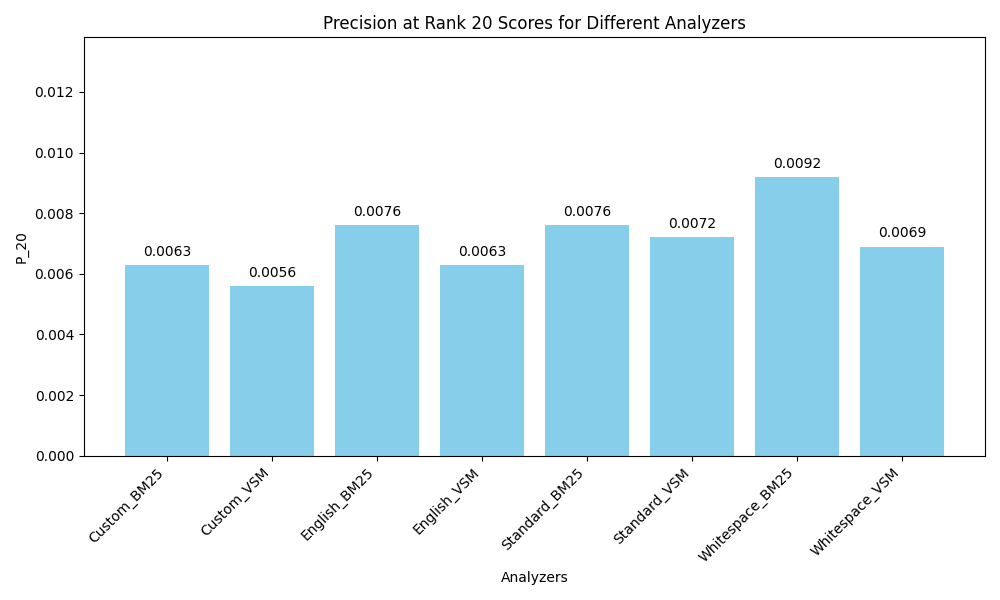 Precision at Rank 20 Scores for Different Analyzers
P_20
0.012
0.010
0.008
0.006
0.004
0.002
0.000
0.0063
0.0056
0.0076
0.0063
0.0076
0.0072
0.0092
0.0069
Custom_BM25
Custom_VSM
English_BM25
English_VSM
Standard_BM25
Standard_VSM
Whitespace_BM25
Whitespace_VSM
Analyzers